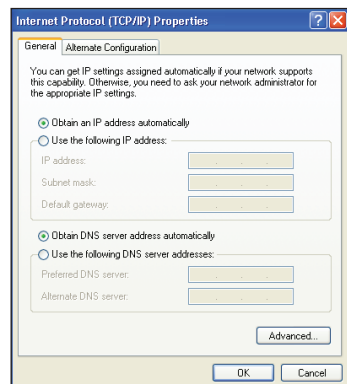 Internet Protocol (TCP/IP) Properties
General Alternate Configuration
You can get IP settings assigned automatically if your network supports
this capability. Otherwise, you need to ask your network administrator for
the appropriate IP settings.
Obtain an IP address automatically
Use the following IP address:
IP address:
Subnet mask:
Default gateway:
Obtain DNS server address automatically
Use the following DNS server addresses:
Preferred DNS server:
Alternate DNS server:
Advanced...
OK Cancel